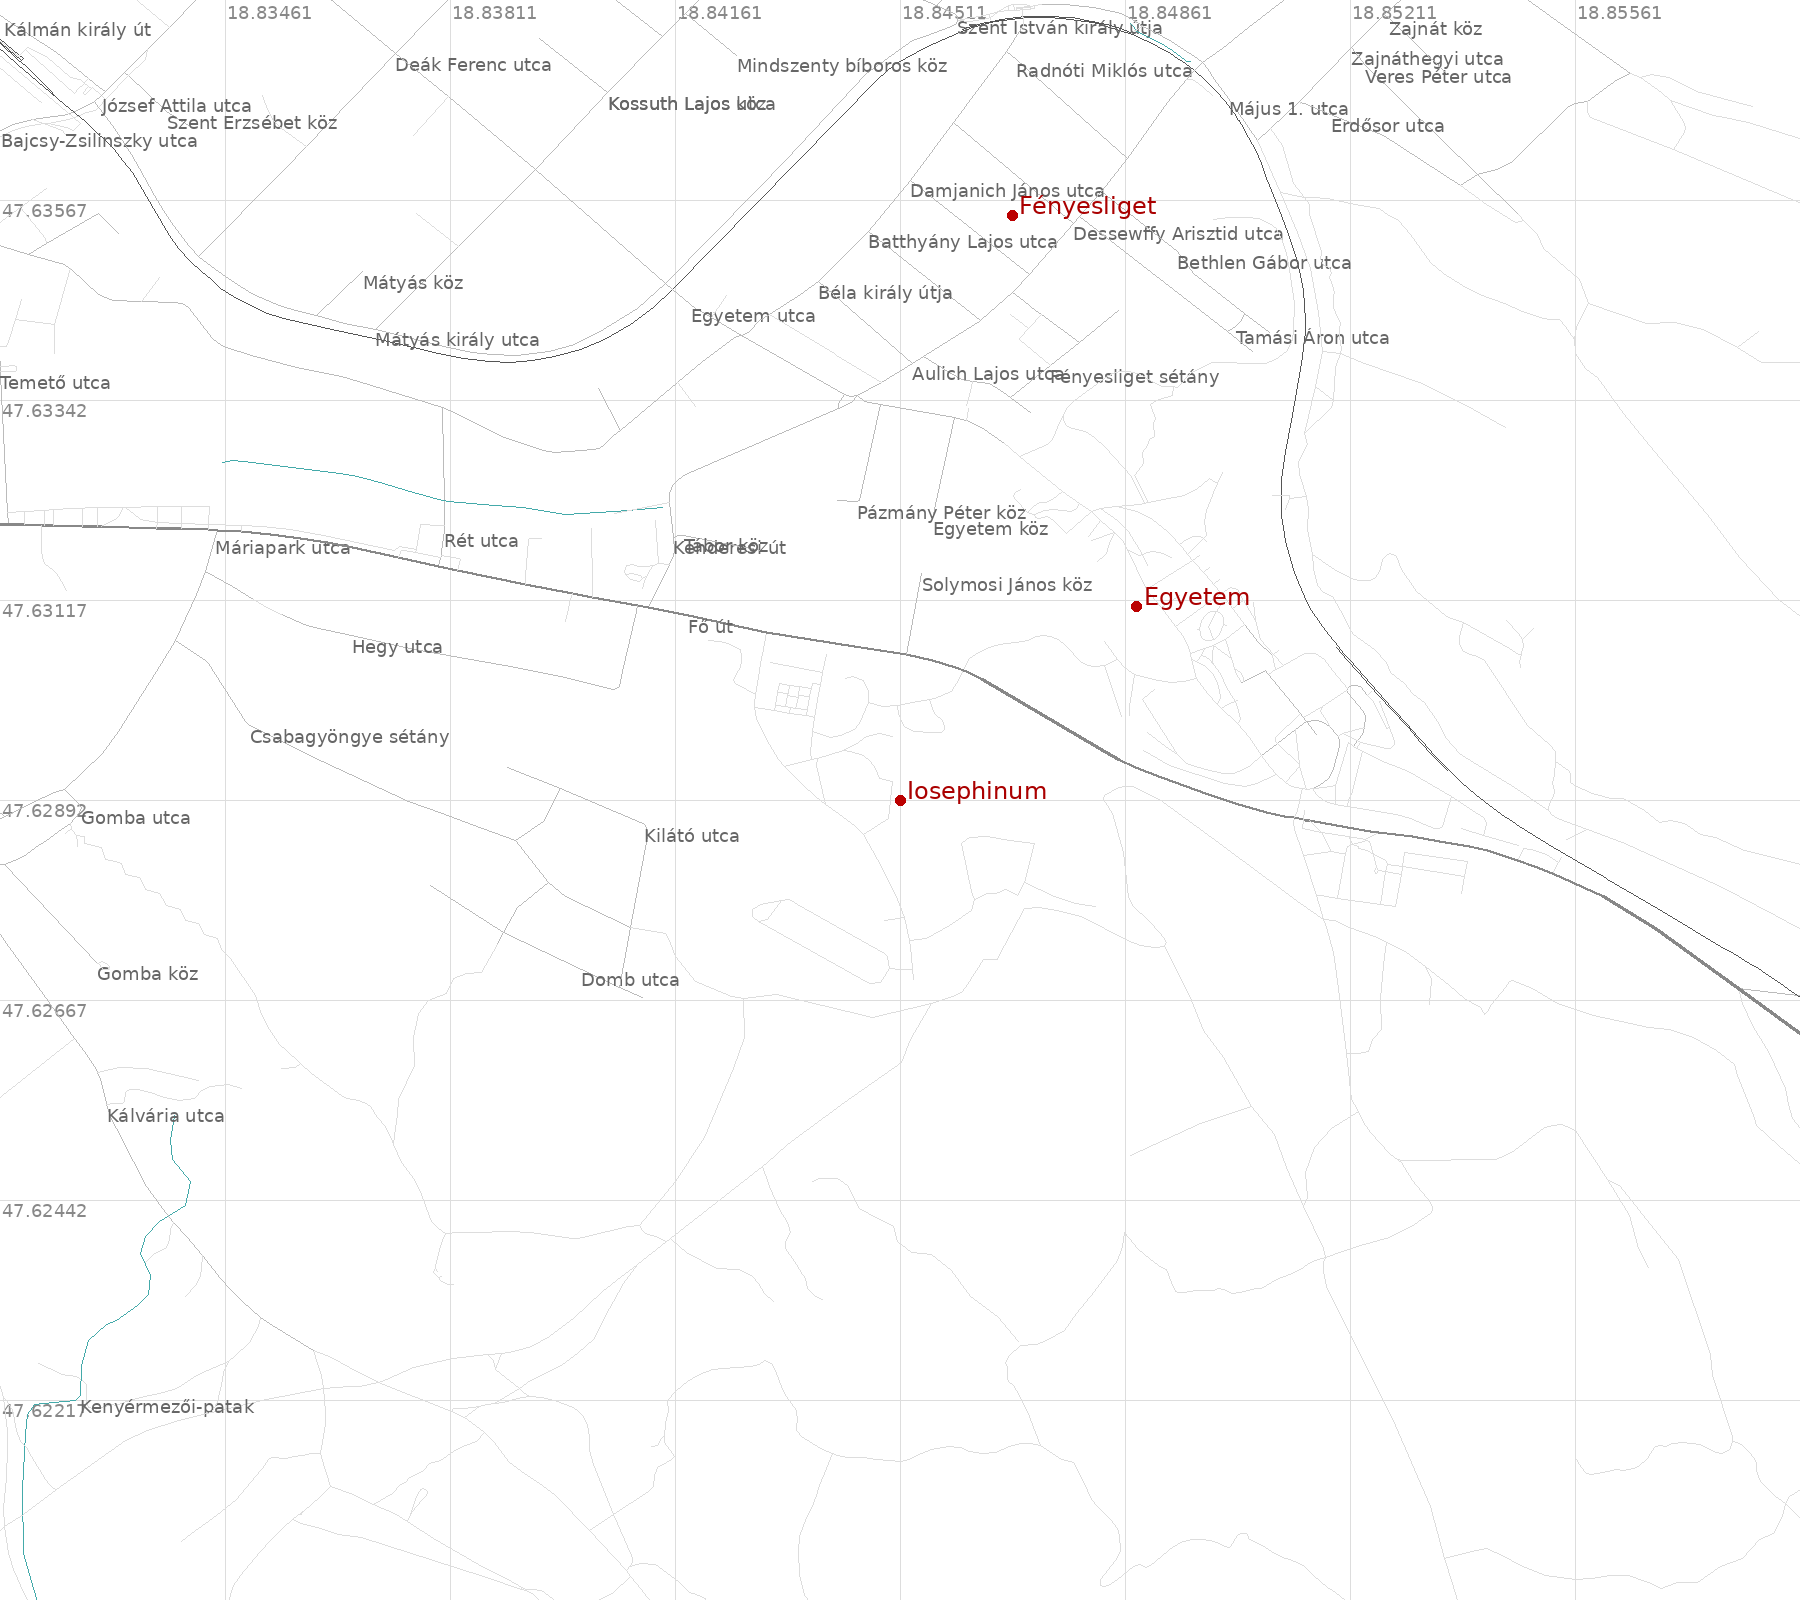 18.83461
18.83811
18.84161
18.84511
18.84861
18.85211
18.85561
Kálmán király út
Szent István király útja
Zajnát köz
Deák Ferenc utca
Mindszenty bíboros köz
Radnóti Miklós utca
Zajnáthegyi utca
Veres Péter utca
József Attila utca
Kossuth Lajos utca
Május 1. utca
Szent Erzsébet köz
Erdősor utca
Bajcsy-Zsilinszky utca
Damjanich János utca
47.63567
Fényesliget
Batthyány Lajos utca
Dessewffy Arisztid utca
Bethlen Gábor utca
Mátyás köz
Béla király útja
Egyetem utca
Mátyás király utca
Tamási Áron utca
Temető utca
Aulich Lajos utca
Fényesliget sétány
47.63342
Pázmány Péter köz
Egyetem köz
Máriapark utca
Rét utca
Kenderesi út
Tábor köz
Solymosi János köz
47.63117
Egyetem
Fő út
Hegy utca
Csabagyöngye sétány
Iosephinum
47.62892
Gomba utca
Kilátó utca
Gomba köz
Domb utca
47.62667
Kálvária utca
47.62442
47.62217
Kenyérmezői-patak